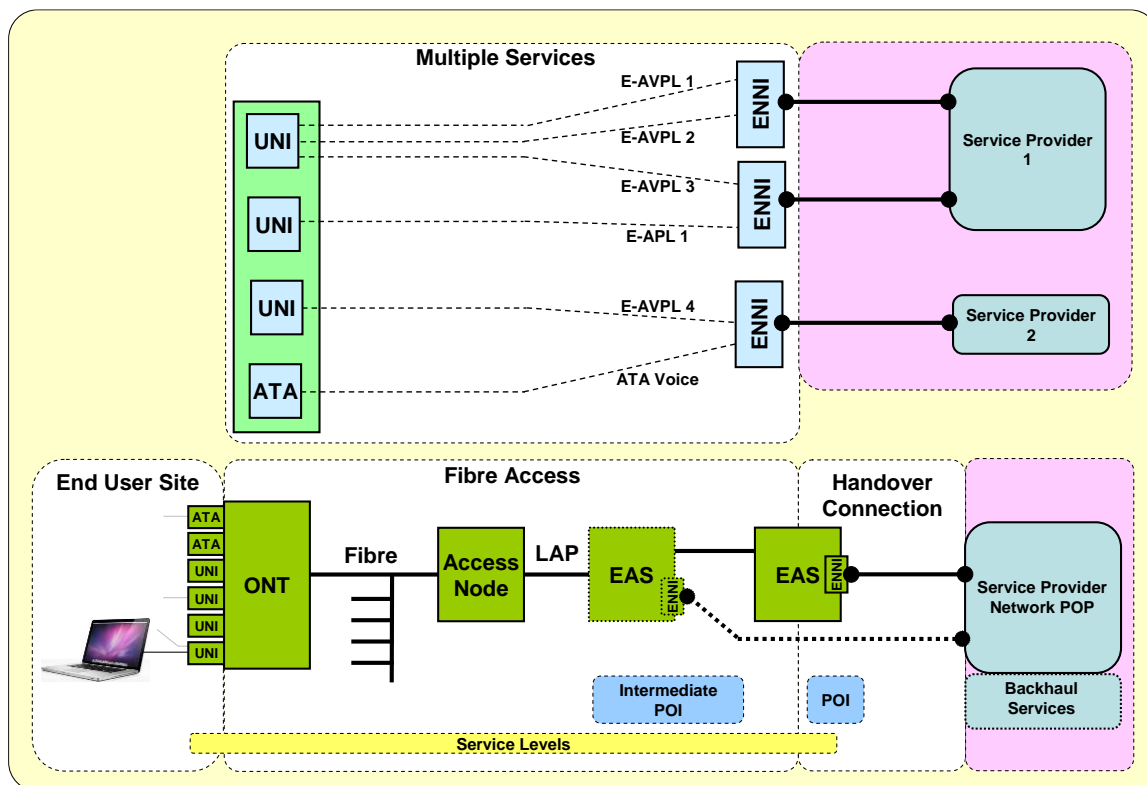 Multiple Services
E-AVPL 1
UNI
ENNI
E-AVPL 2
Service Provider
1
E-AVPL 3
ENNI
UNI
E-APL 1
UNI
E-AVPL 4
ENNI
Service Provider
2
ATA
ATA Voice
End User Site
Fibre Access
Handover
Connection
ATA
ATA
UNI
UNI
UNI
UNI
ONT
Fibre
Access
Node
LAP
EAS
ENNI
EAS
ENNI
Service Provider
Network POP
Intermediate
POI
POI
Backhaul
Services
Service Levels